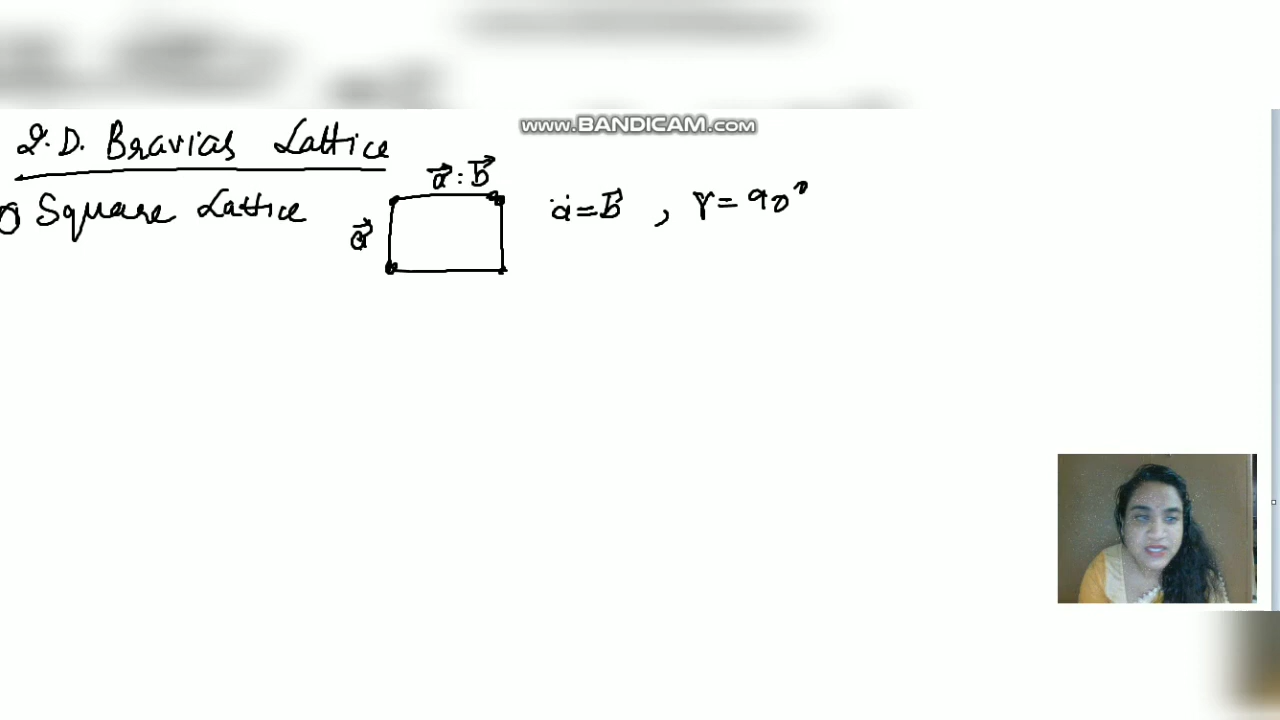 www.BANDICAM.com
2.D. Bravias Lattice
a⃗ : b⃗
Square Lattice
a⃗
a = b⃗ , γ = 90°